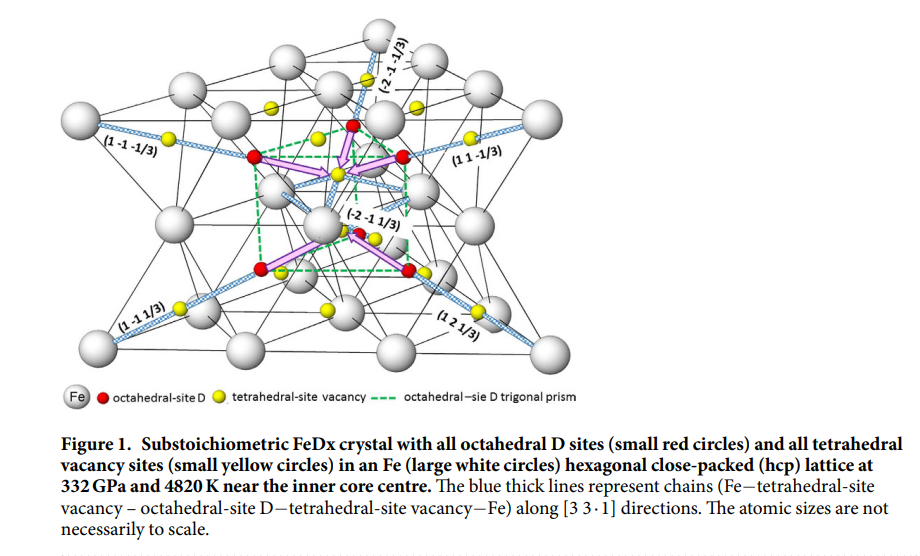 (-2 -1 -1/3)
(1 -1 -1/3)
(1 1 -1/3)
(-2 -1 1/3)
(1 -1 1/3)
(1 2 1/3)
Fe octahedral-site D tetrahedral-site vacancy octahedral–sie D trigonal prism
Figure 1. Substoichiometric FeDx crystal with all octahedral D sites (small red circles) and all tetrahedral
vacancy sites (small yellow circles) in an Fe (large white circles) hexagonal close-packed (hcp) lattice at
332 GPa and 4820 K near the inner core centre. The blue thick lines represent chains (Fe−tetrahedral-site
vacancy – octahedral-site D−tetrahedral-site vacancy−Fe) along [3 3·1] directions. The atomic sizes are not
necessarily to scale.